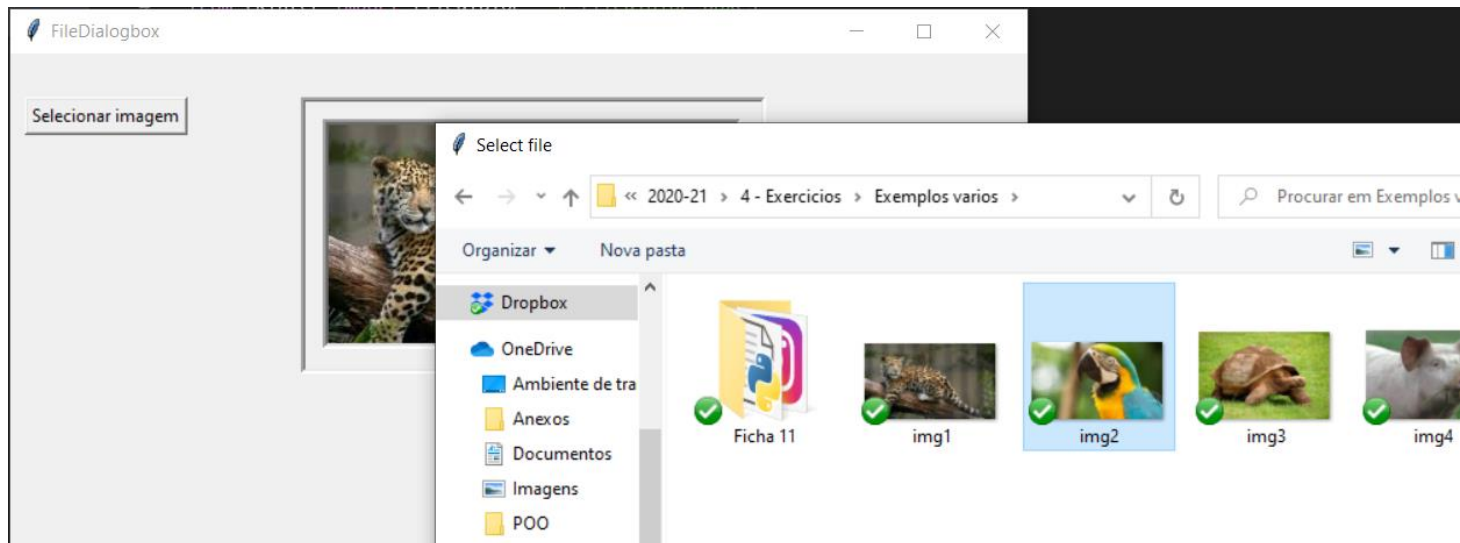 FileDialogbox
Selecionar imagem
Select file
« 2020-21 › 4 - Exercicios › Exemplos varios ›
Procurar em Exemplos v
Organizar
Nova pasta
Dropbox
OneDrive
Ambiente de tra
Anexos
Documentos
Imagens
POO
Ficha 11
img1
img2
img3
img4